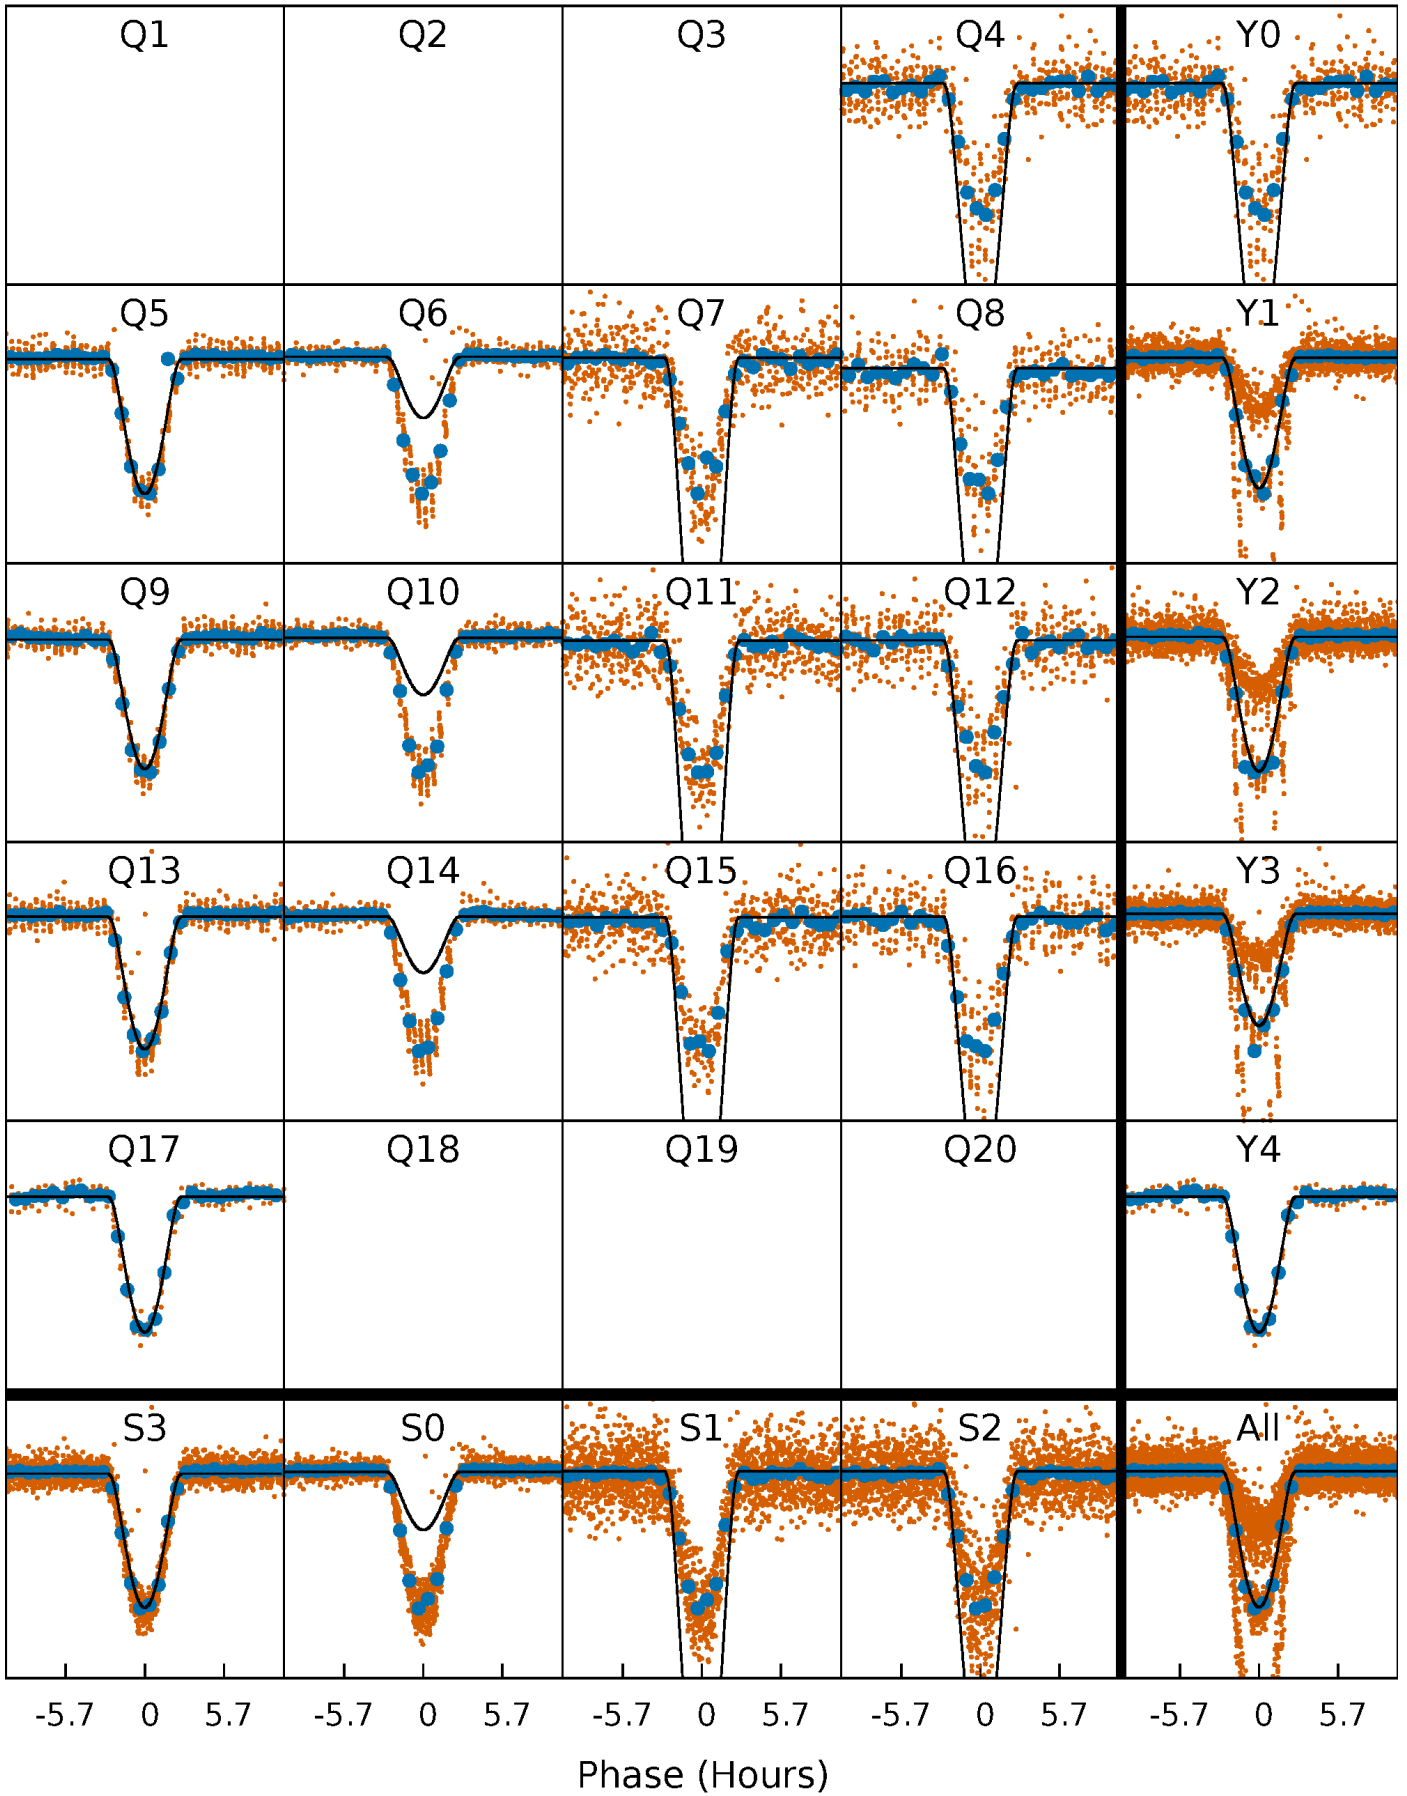 Q1 Q2 Q3 Q4 Y0
Q5 Q6 Q7 Q8 Y1
Q9 Q10 Q11 Q12 Y2
Q13 Q14 Q15 Q16 Y3
Q17 Q18 Q19 Q20 Y4
S3 S0 S1 S2 All
-5.7 0 5.7 -5.7 0 5.7 -5.7 0 5.7 -5.7 0 5.7 -5.7 0 5.7
Phase (Hours)